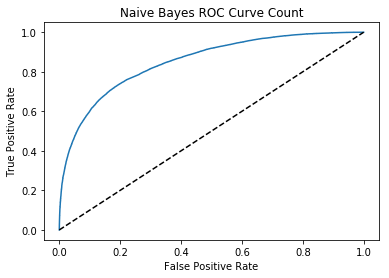 Naive Bayes ROC Curve Count
True Positive Rate
1.0
0.8
0.6
0.4
0.2
0.0
0.0 0.2 0.4 0.6 0.8 1.0
False Positive Rate